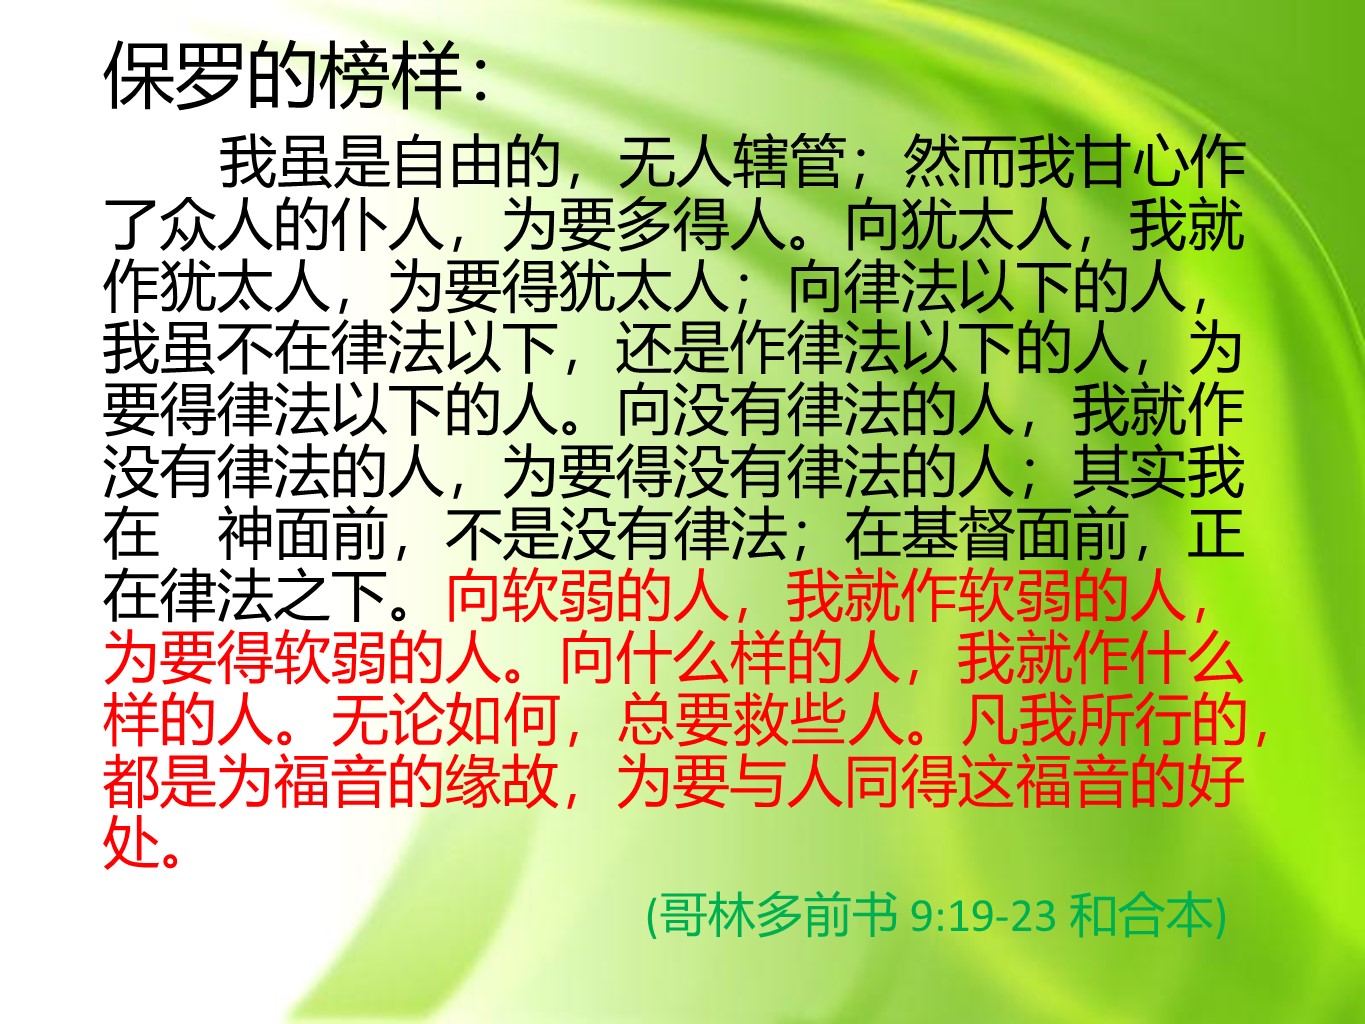 保罗的榜样：
我虽是自由的，无人辖管；然而我甘心作
了众人的仆人，为要多得人。向犹太人，我就
作犹太人，为要得犹太人；向律法以下的人，
我虽不在律法以下，还是作律法以下的人，为
要得律法以下的人。向没有律法的人，我就作
没有律法的人，为要得没有律法的人；其实我
在　神面前，不是没有律法；在基督面前，正
在律法之下。向软弱的人，我就作软弱的人，
为要得软弱的人。向什么样的人，我就作什么
样的人。无论如何，总要救些人。凡我所行的，
都是为福音的缘故，为要与人同得这福音的好
处。
(哥林多前书 9:19-23 和合本)